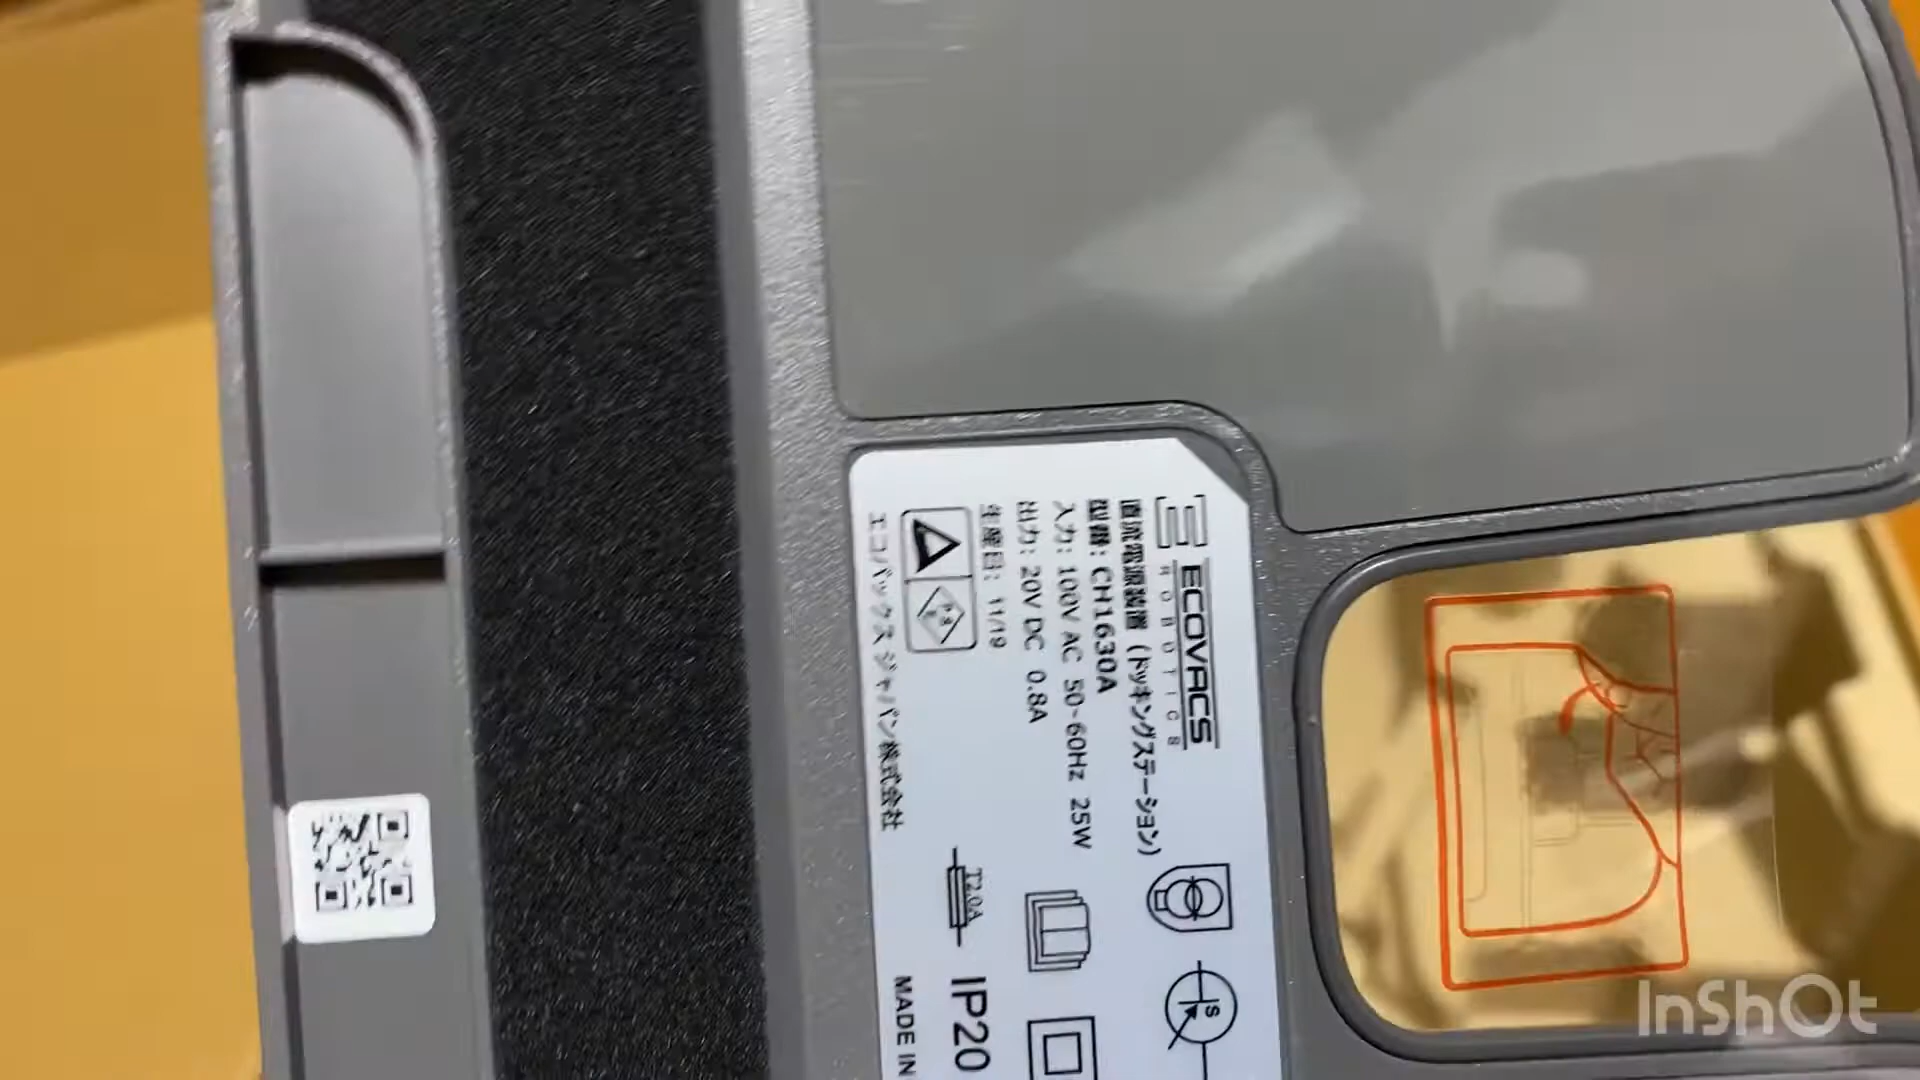 ECOVACS
ROBOTICS
直流電源装置（ドッキングステーション）
型番: CH1630A
入力: 100V AC 50-60Hz 25W
出力: 20V DC 0.8A
生産日: 11/19
PS
E
エコバックス ジャパン株式会社
S
T2.0A
IP20
MADE IN
InShOt